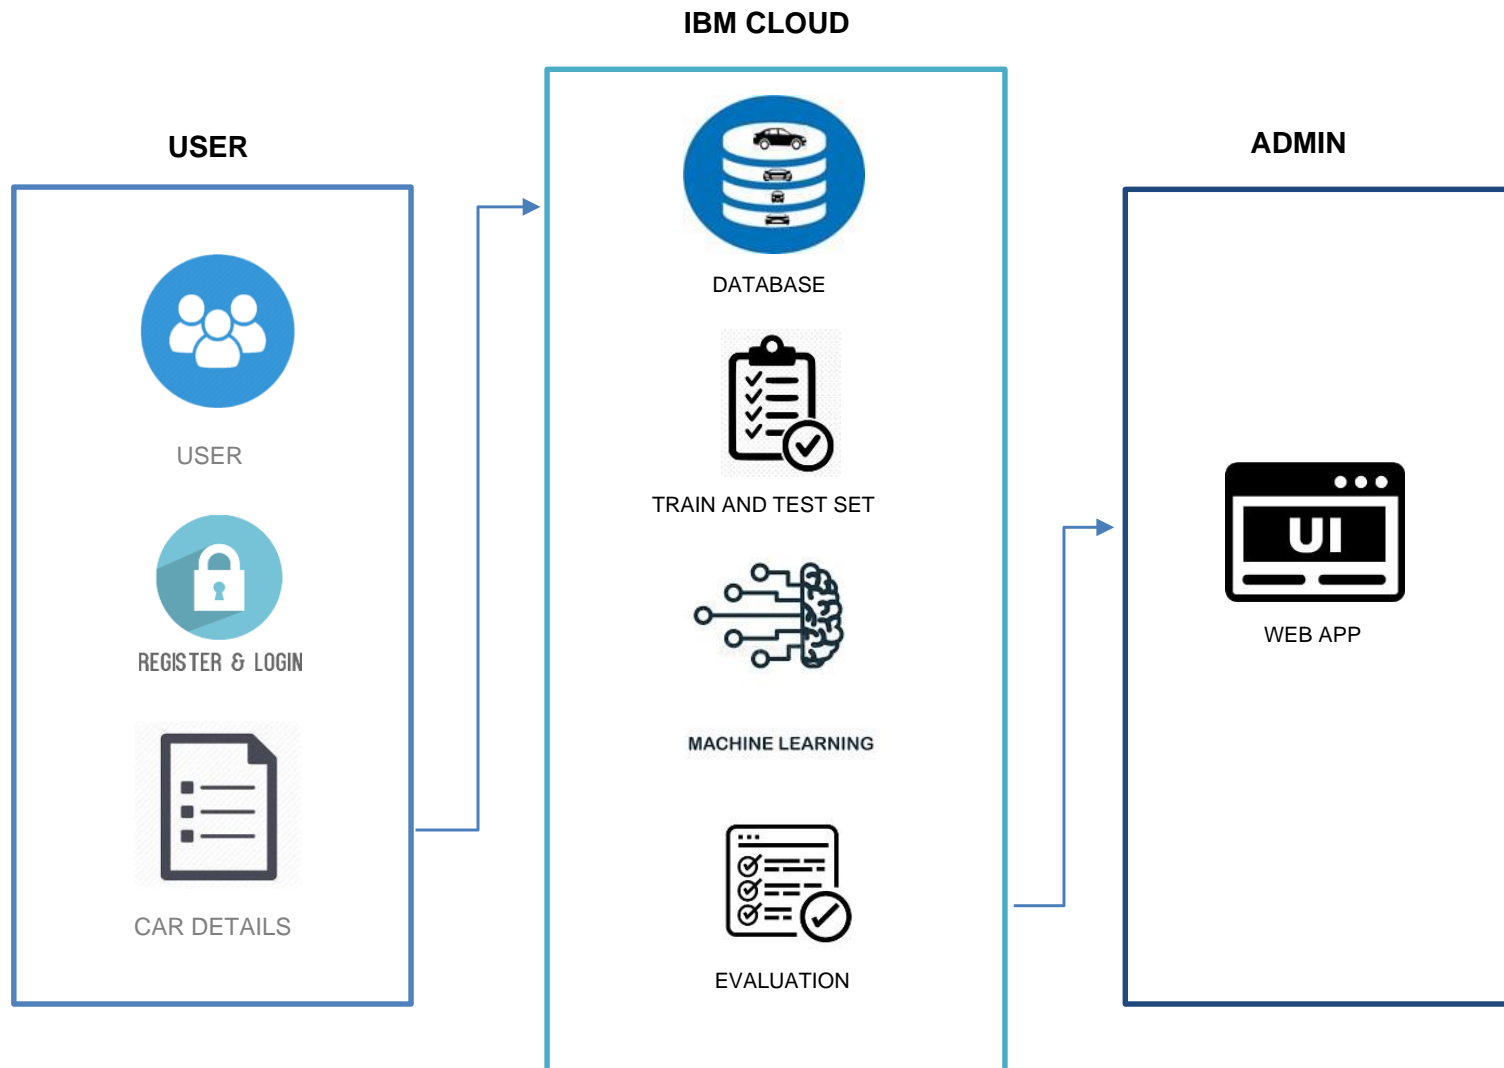 IBM CLOUD
USER
ADMIN
DATABASE
USER
TRAIN AND TEST SET
UI
WEB APP
REGISTER & LOGIN
MACHINE LEARNING
CAR DETAILS
EVALUATION